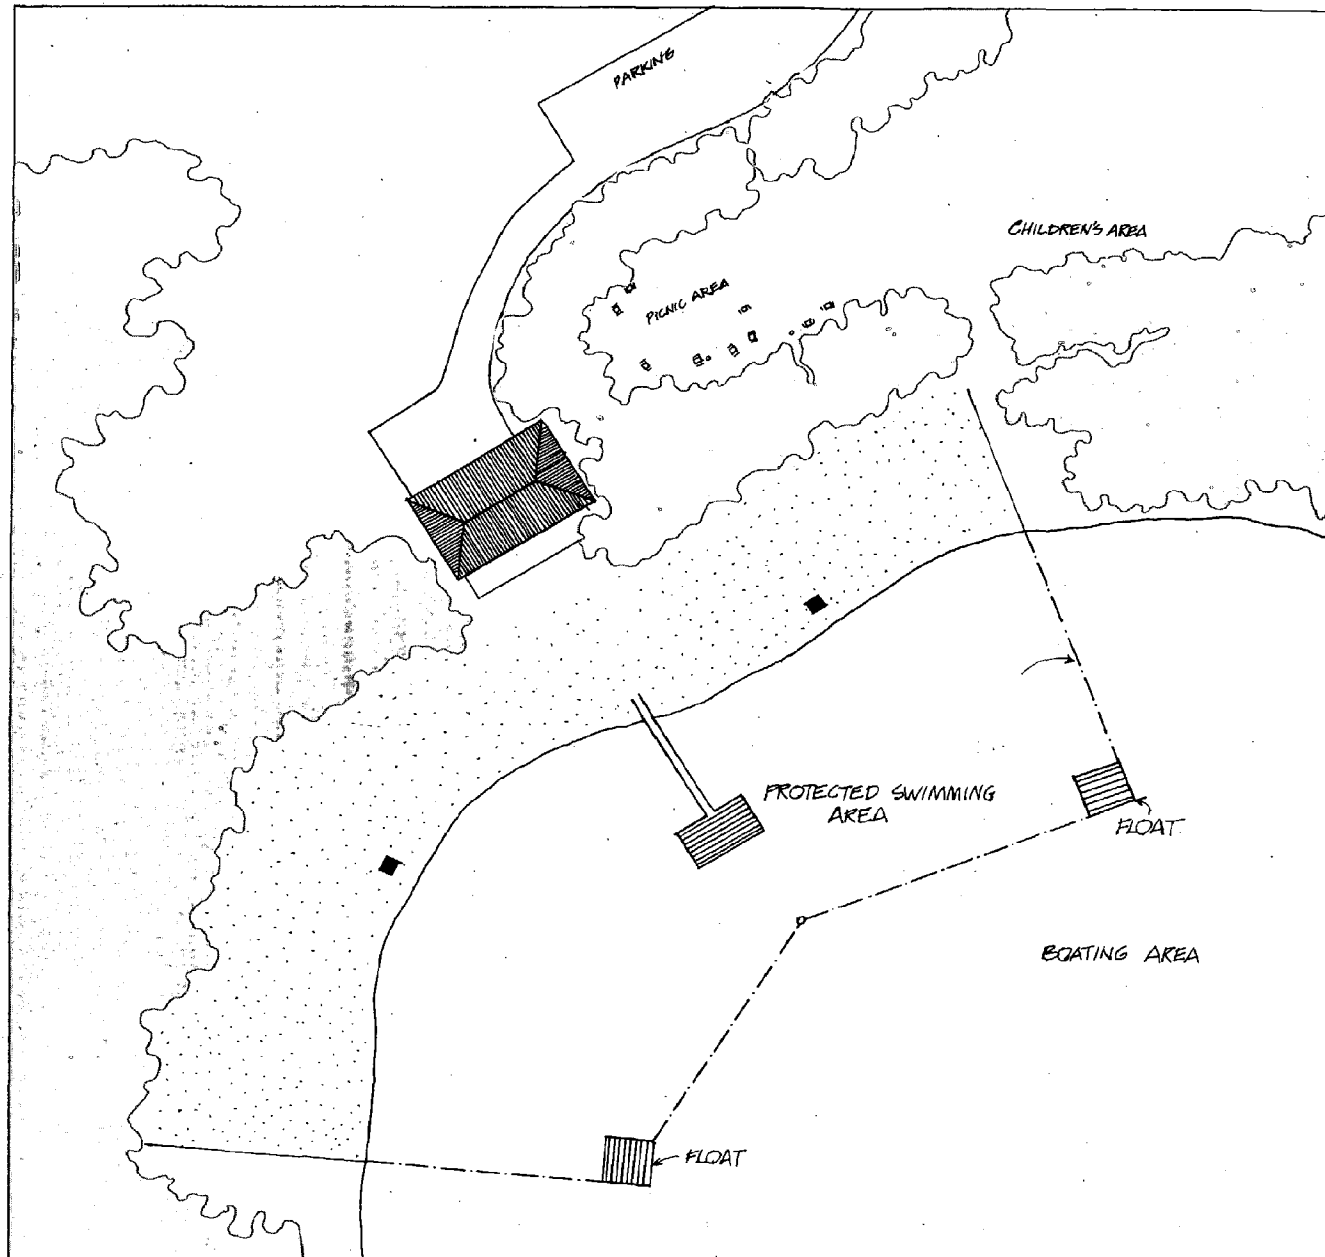 PARKING
CHILDREN'S AREA
PICNIC AREA
PROTECTED SWIMMING
AREA
FLOAT
BOATING AREA
FLOAT